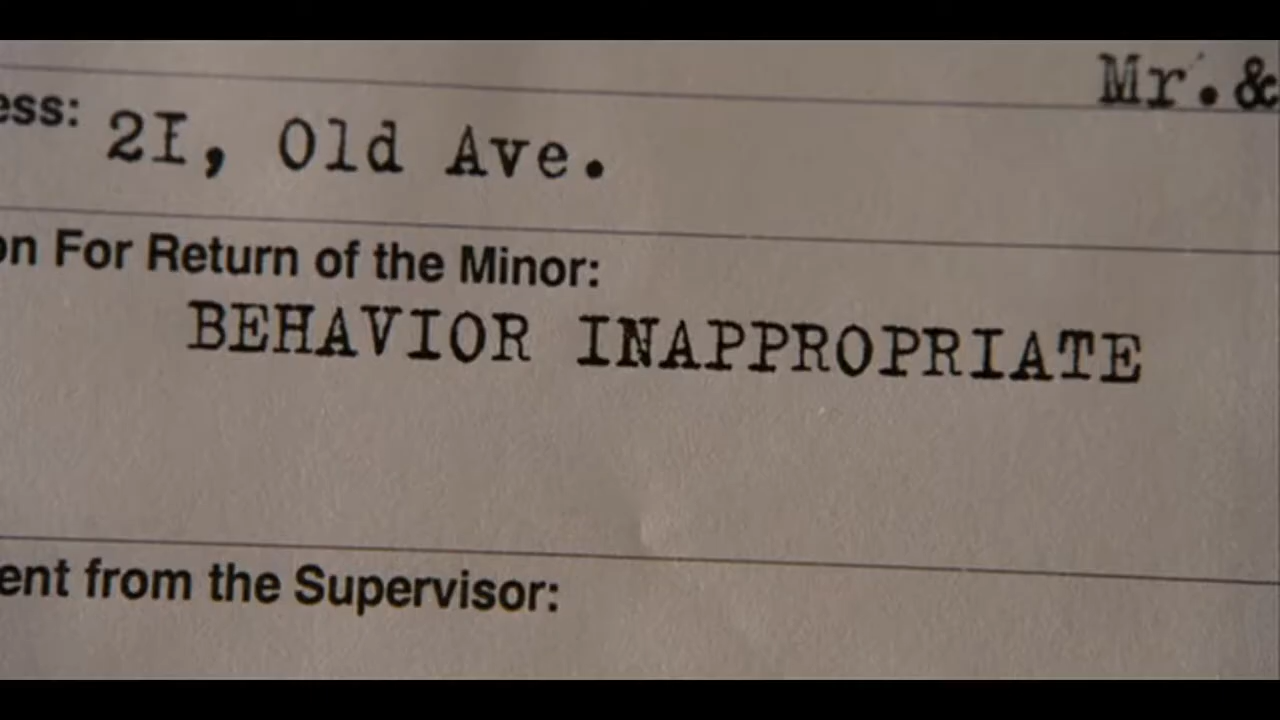 Mr.&
ess: 2I, Old Ave.
on For Return of the Minor:
BEHAVIOR INAPPROPRIATE
ent from the Supervisor: